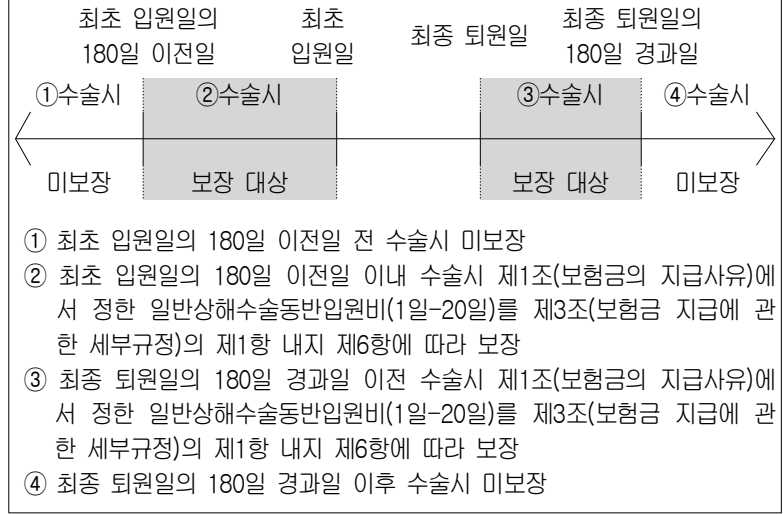 최초 입원일의
180일 이전일
최초
입원일
최종 퇴원일
최종 퇴원일의
180일 경과일
①수술시 ②수술시 ③수술시 ④수술시
미보장 보장 대상 보장 대상 미보장
① 최초 입원일의 180일 이전일 전 수술시 미보장
② 최초 입원일의 180일 이전일 이내 수술시 제1조(보험금의 지급사유)에
서 정한 일반상해수술동반입원비(1일-20일)를 제3조(보험금 지급에 관
한 세부규정)의 제1항 내지 제6항에 따라 보장
③ 최종 퇴원일의 180일 경과일 이전 수술시 제1조(보험금의 지급사유)에
서 정한 일반상해수술동반입원비(1일-20일)를 제3조(보험금 지급에 관
한 세부규정)의 제1항 내지 제6항에 따라 보장
④ 최종 퇴원일의 180일 경과일 이후 수술시 미보장